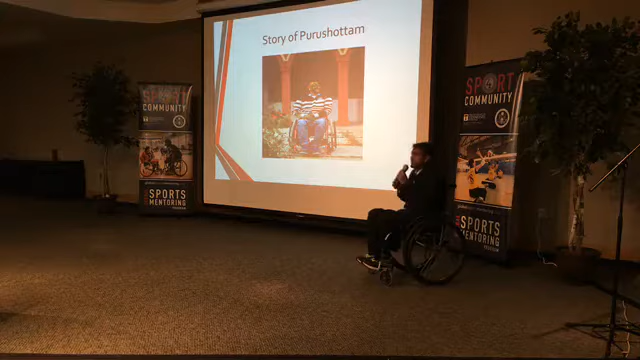 Story of Purushottam
SPORT
COMMUNITY
SPORTS
MENTORING
SPORT
COMMUNITY
SPORTS
MENTORING